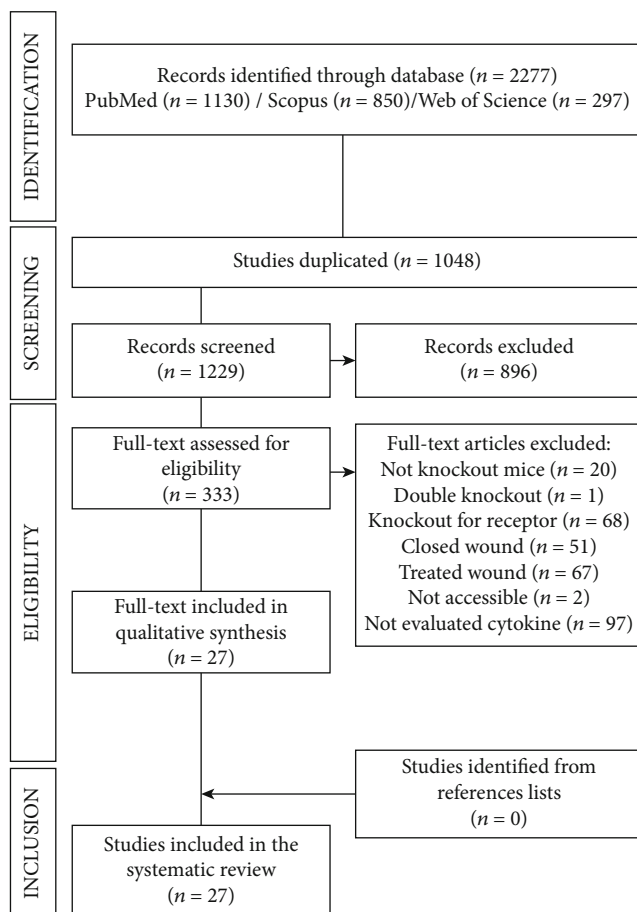 IDENTIFICATION
Records identified through database (n = 2277)
PubMed (n = 1130) / Scopus (n = 850)/Web of Science (n = 297)
SCREENING
Studies duplicated (n = 1048)
Records screened
(n = 1229)
Records excluded
(n = 896)
ELIGIBILITY
Full-text assessed for
eligibility
(n = 333)
Full-text articles excluded:
Not knockout mice (n = 20)
Double knockout (n = 1)
Knockout for receptor (n = 68)
Closed wound (n = 51)
Treated wound (n = 67)
Not accessible (n = 2)
Not evaluated cytokine (n = 97)
Full-text included in
qualitative synthesis
(n = 27)
INCLUSION
Studies identified from
references lists
(n = 0)
Studies included in the
systematic review
(n = 27)